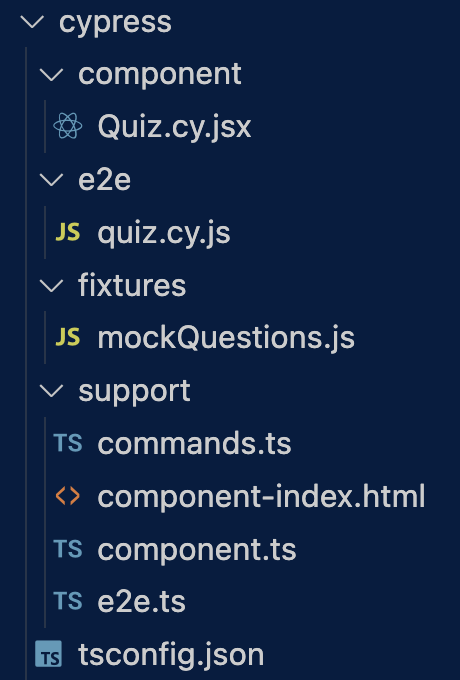 cypress
component
Quiz.cy.jsx
e2e
JS quiz.cy.js
fixtures
JS mockQuestions.js
support
TS commands.ts
<> component-index.html
TS component.ts
TS e2e.ts
TS tsconfig.json